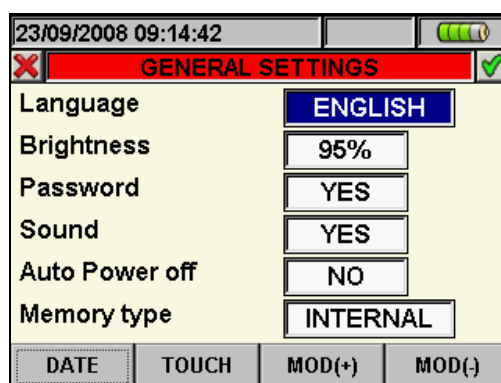 23/09/2008 09:14:42
GENERAL SETTINGS
Language ENGLISH
Brightness 95%
Password YES
Sound YES
Auto Power off NO
Memory type INTERNAL
DATE TOUCH MOD(+) MOD(-)